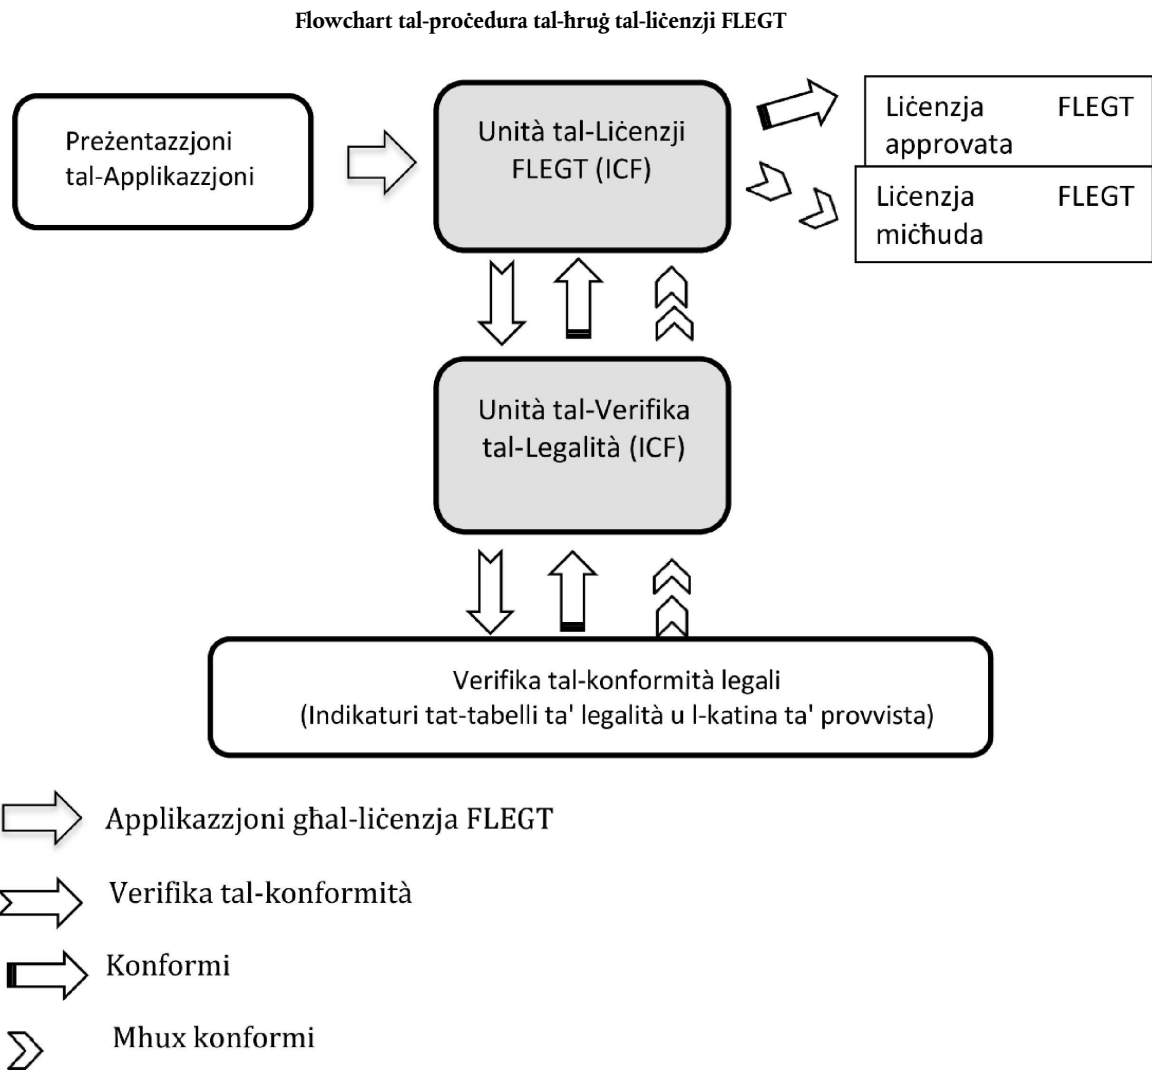 Flowchart tal-proċedura tal-ħruġ tal-liċenzji FLEGT
Preżentazzjoni
tal-Applikazzjoni
Unità tal-Liċenzji
FLEGT (ICF)
Liċenzja FLEGT
approvata
Liċenzja FLEGT
miċħuda
Unità tal-Verifika
tal-Legalità (ICF)
Verifika tal-konformità legali
(Indikaturi tat-tabelli ta' legalità u l-katina ta' provvista)
Applikazzjoni għal-liċenzja FLEGT
Verifika tal-konformità
Konformi
Mhux konformi